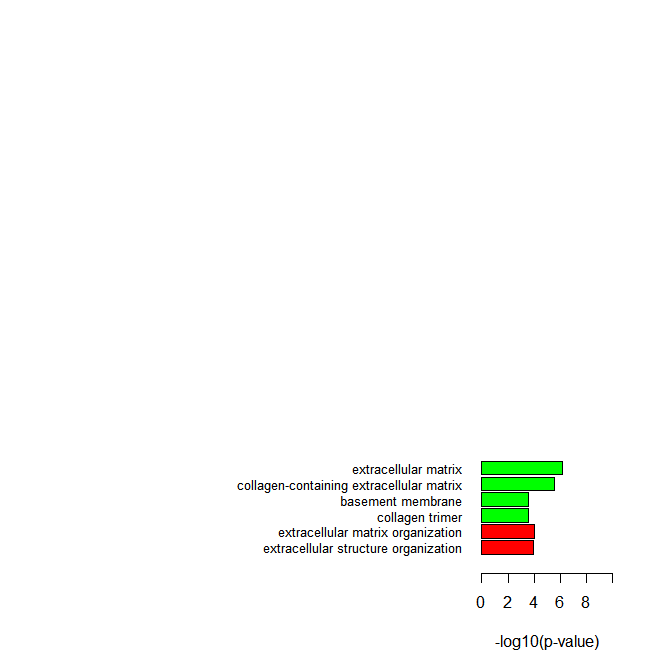 extracellular matrix
collagen-containing extracellular matrix
basement membrane
collagen trimer
extracellular matrix organization
extracellular structure organization
0 2 4 6 8
-log10(p-value)